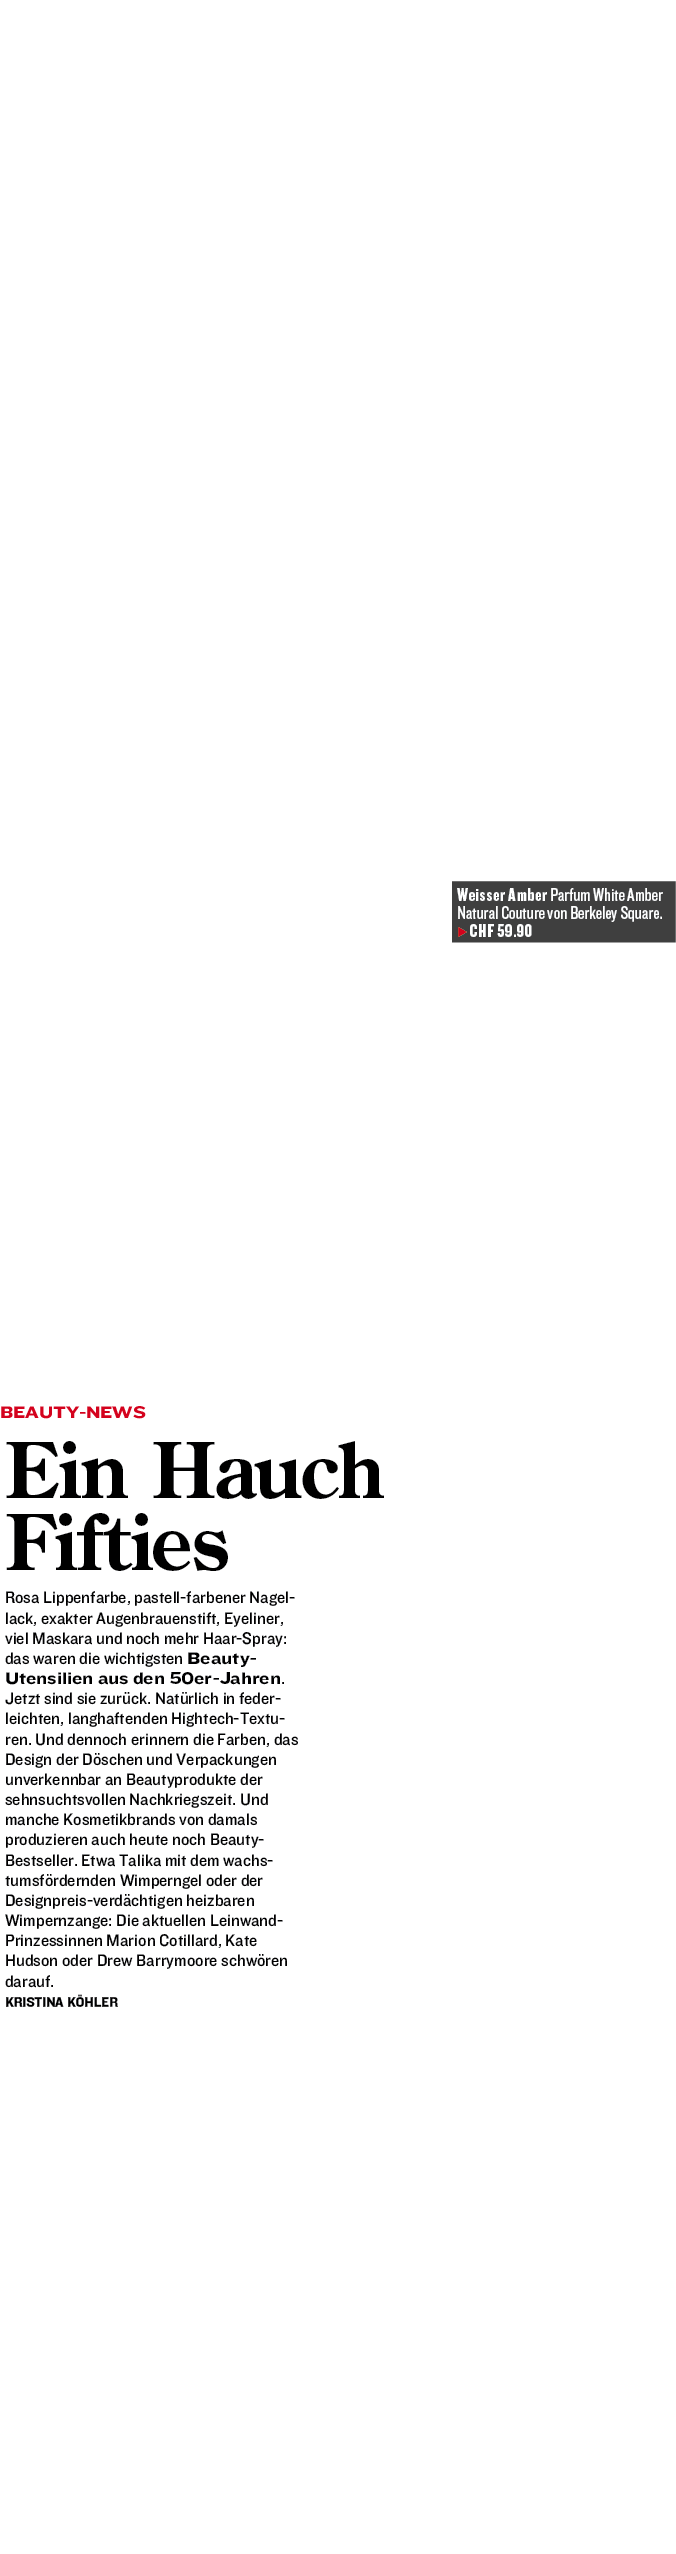 Weisser Amber Parfum White Amber
Natural Couture von Berkeley Square.
▶CHF 59.90
BEAUTY-NEWS
Ein Hauch
Fifties
Rosa Lippenfarbe, pastell-farbener Nagel-
lack, exakter Augenbrauenstift, Eyeliner,
viel Maskara und noch mehr Haar-Spray:
das waren die wichtigsten Beauty-
Utensilien aus den 50er-Jahren.
Jetzt sind sie zurück. Natürlich in feder-
leichten, langhaftenden Hightech-Textu-
ren. Und dennoch erinnern die Farben, das
Design der Döschen und Verpackungen
unverkennbar an Beautyprodukte der
sehnsuchtsvollen Nachkriegszeit. Und
manche Kosmetikbrands von damals
produzieren auch heute noch Beauty-
Bestseller. Etwa Talika mit dem wachs-
tumsfördernden Wimperngel oder der
Designpreis-verdächtigen heizbaren
Wimpernzange: Die aktuellen Leinwand-
Prinzessinnen Marion Cotillard, Kate
Hudson oder Drew Barrymoore schwören
darauf.
KRISTINA KÖHLER